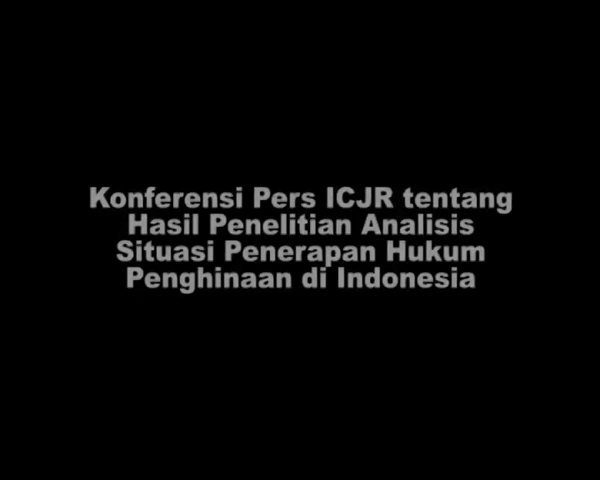 Konferensi Pers ICJR tentang
Hasil Penelitian Analisis
Situasi Penerapan Hukum
Penghinaan di Indonesia